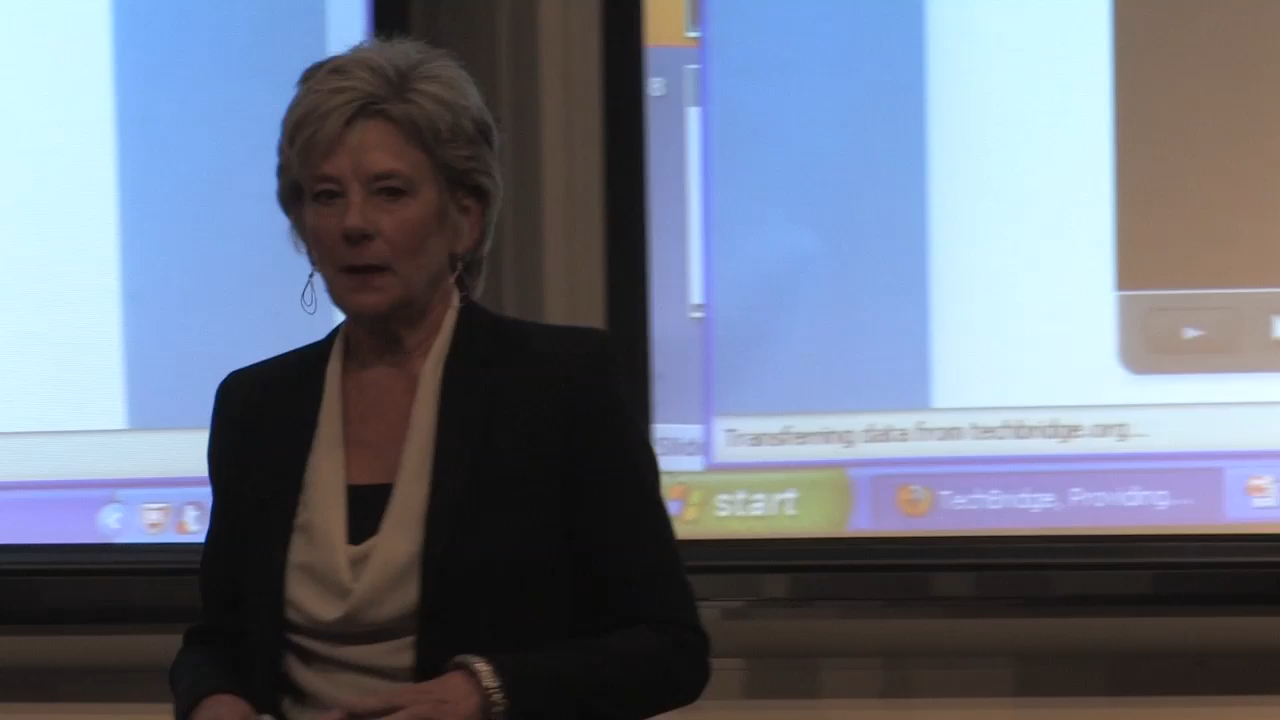 Transferring data from techbridge.org...
start
TechBridge, Providing...